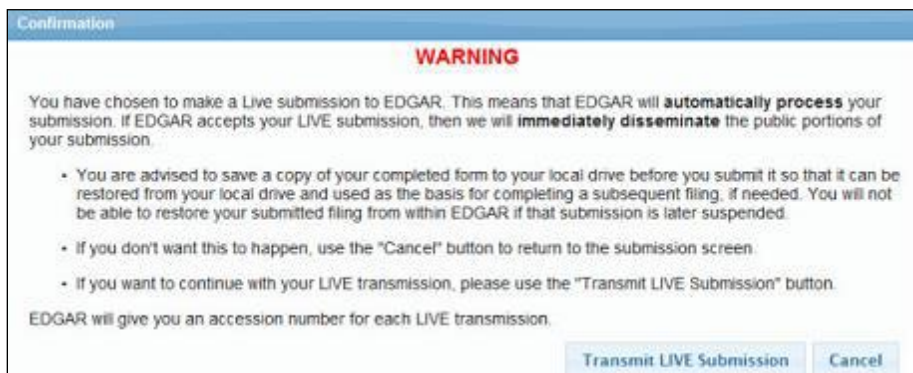 Confirmation
WARNING
You have chosen to make a Live submission to EDGAR. This means that EDGAR will automatically process your
submission. If EDGAR accepts your LIVE submission, then we will immediately disseminate the public portions of
your submission.
• You are advised to save a copy of your completed form to your local drive before you submit it so that it can be
restored from your local drive and used as the basis for completing a subsequent filing, if needed. You will not
be able to restore your submitted filing from within EDGAR if that submission is later suspended.
• If you don't want this to happen, use the "Cancel" button to return to the submission screen.
• If you want to continue with your LIVE transmission, please use the "Transmit LIVE Submission" button.
EDGAR will give you an accession number for each LIVE transmission.
Transmit LIVE Submission Cancel